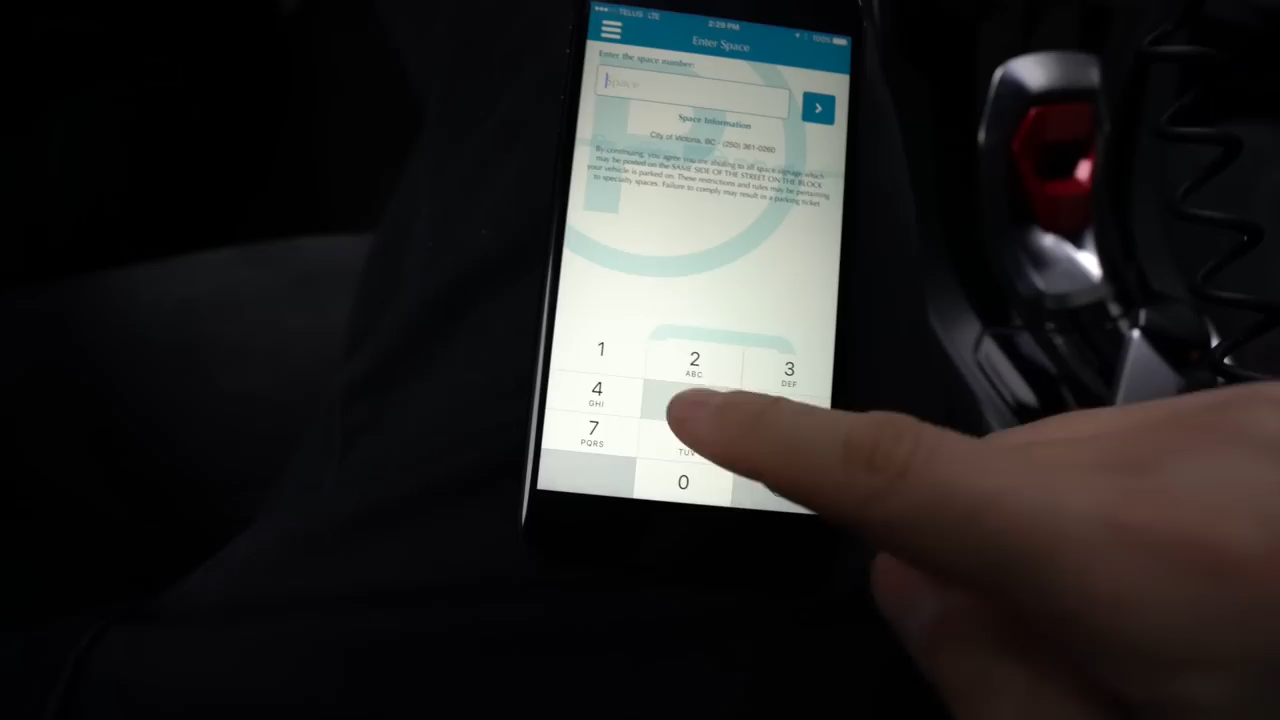 TELUS LTE 2:29 PM 100%
Enter Space
Enter the space number:
Space
Space Information
City of Victoria, BC - (250) 361-0260
By continuing, you agree you are abiding to all space signage which
may be posted on the SAME SIDE OF THE STREET ON THE BLOCK
your vehicle is parked on. These restrictions and rules may be pertaining
to specialty spaces. Failure to comply may result in a parking ticket
P
1 2 3
ABC DEF
4
GHI
7
PQRS TUV
0